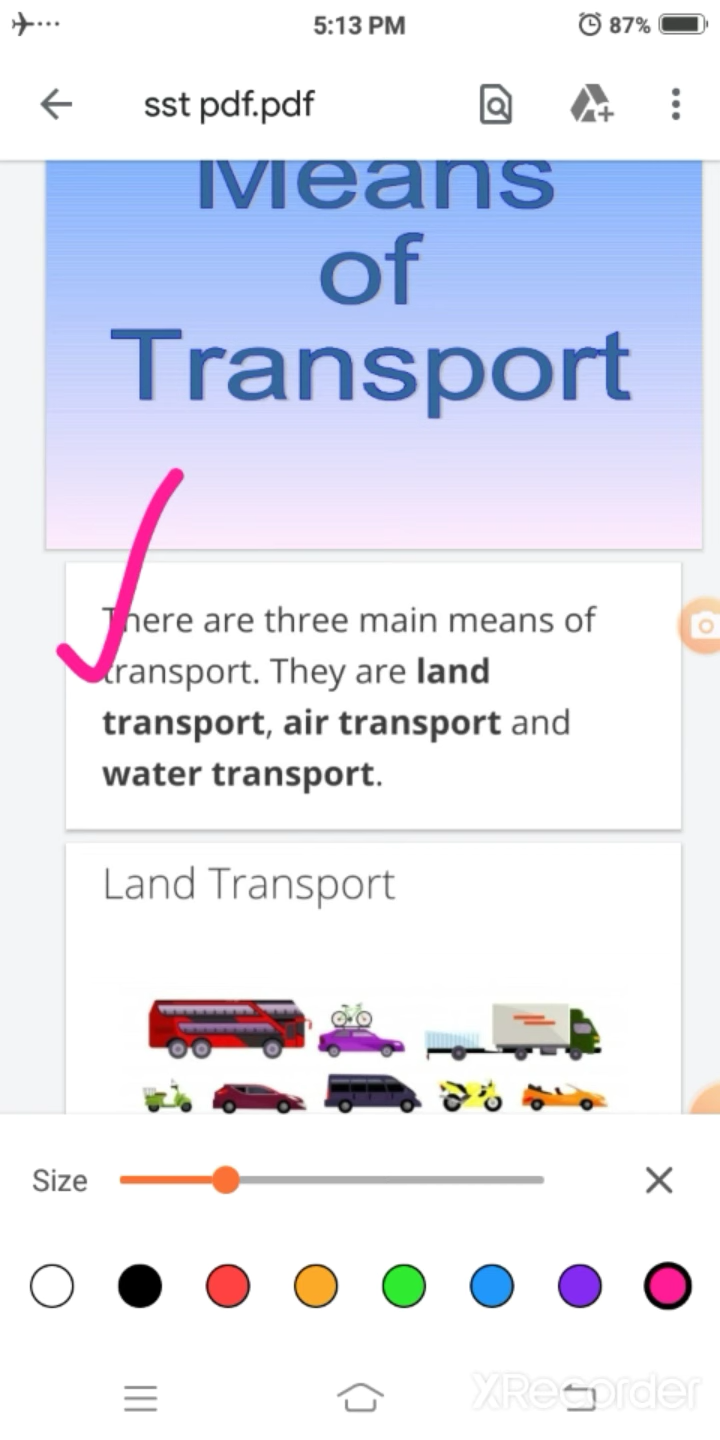 5:13 PM
87%
sst pdf.pdf
Means
of
Transport
There are three main means of
transport. They are land
transport, air transport and
water transport.
Land Transport
Size
XRecorder